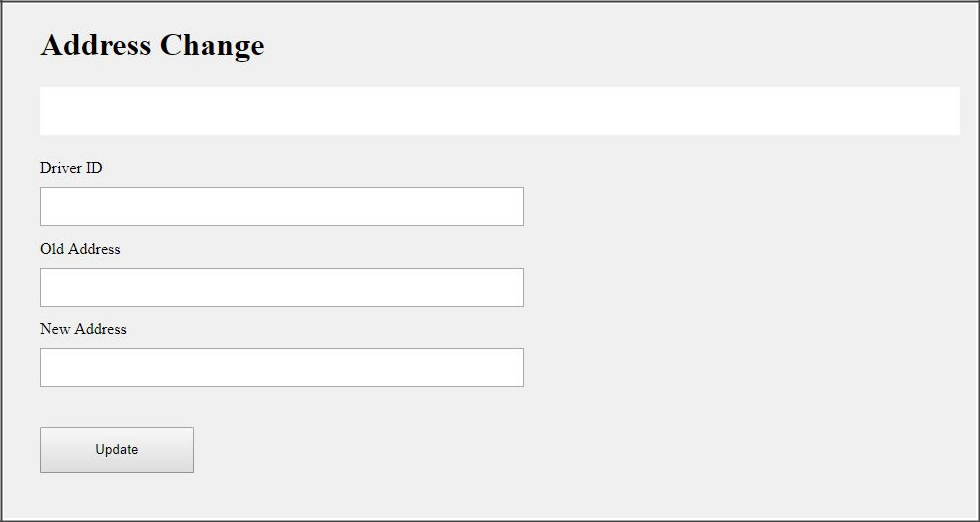 Address Change
Driver ID
Old Address
New Address
Update